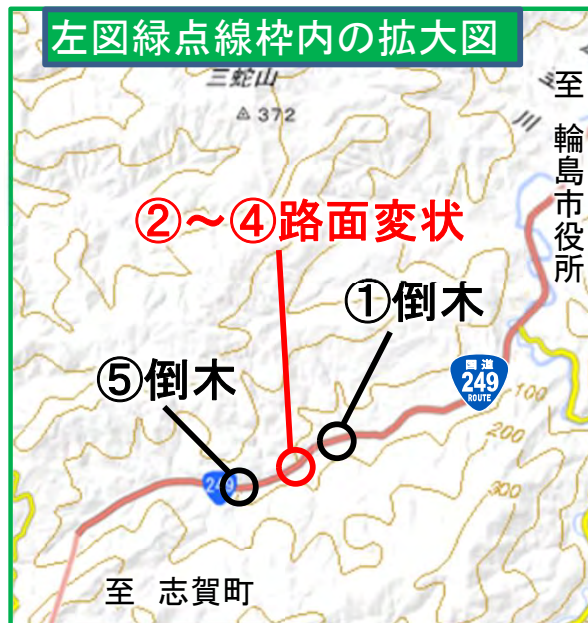 左図緑点線枠内の拡大図
三蛇山
372
川
至 輪島市役所
②～④路面変状
①倒木
⑤倒木
国道
249
ROUTE
100
200
300
249
至 志賀町